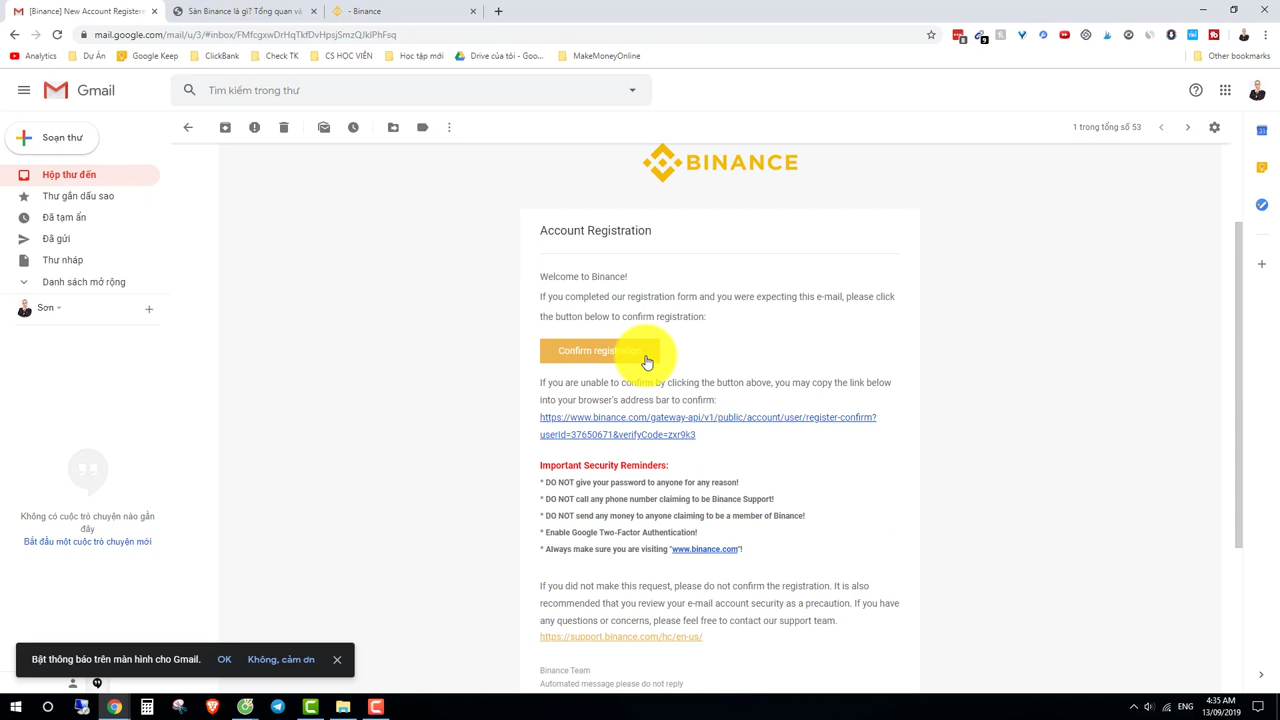 [Binance] New Account Registre
Sàn Binance là gì? Tổng quan và
- Binance
mail.google.com/mail/u/3/#inbox/FMfcgxwDrHqTkfDvHpsjSmzQJklPhFsq
8
9
Analytics
Dự Án
Google Keep
ClickBank
Check TK
CS HỌC VIÊN
Học tập mới
Drive của tôi - Goo...
MakeMoneyOnline
Other bookmarks
Gmail
Tìm kiếm trong thư
Soạn thư
1 trong tổng số 53
Hộp thư đến
Thư gắn dấu sao
Đã tạm ẩn
Đã gửi
Thư nháp
Danh sách mở rộng
Sơn
Không có cuộc trò chuyện nào gần
đây
Bắt đầu một cuộc trò chuyện mới
BINANCE
Account Registration
Welcome to Binance!
If you completed our registration form and you were expecting this e-mail, please click
the button below to confirm registration:
Confirm registration
If you are unable to confirm by clicking the button above, you may copy the link below
into your browser's address bar to confirm:
https://www.binance.com/gateway-api/v1/public/account/user/register-confirm?
userId=37650671&verifyCode=zxr9k3
Important Security Reminders:
* DO NOT give your password to anyone for any reason!
* DO NOT call any phone number claiming to be Binance Support!
* DO NOT send any money to anyone claiming to be a member of Binance!
* Enable Google Two-Factor Authentication!
* Always make sure you are visiting "www.binance.com"!
If you did not make this request, please do not confirm the registration. It is also
recommended that you review your e-mail account security as a precaution. If you have
any questions or concerns, please feel free to contact our support team.
https://support.binance.com/hc/en-us/
Binance Team
Automated message.please do not reply
Bật thông báo trên màn hình cho Gmail. OK Không, cảm ơn
ENG
4:35 AM
13/09/2019